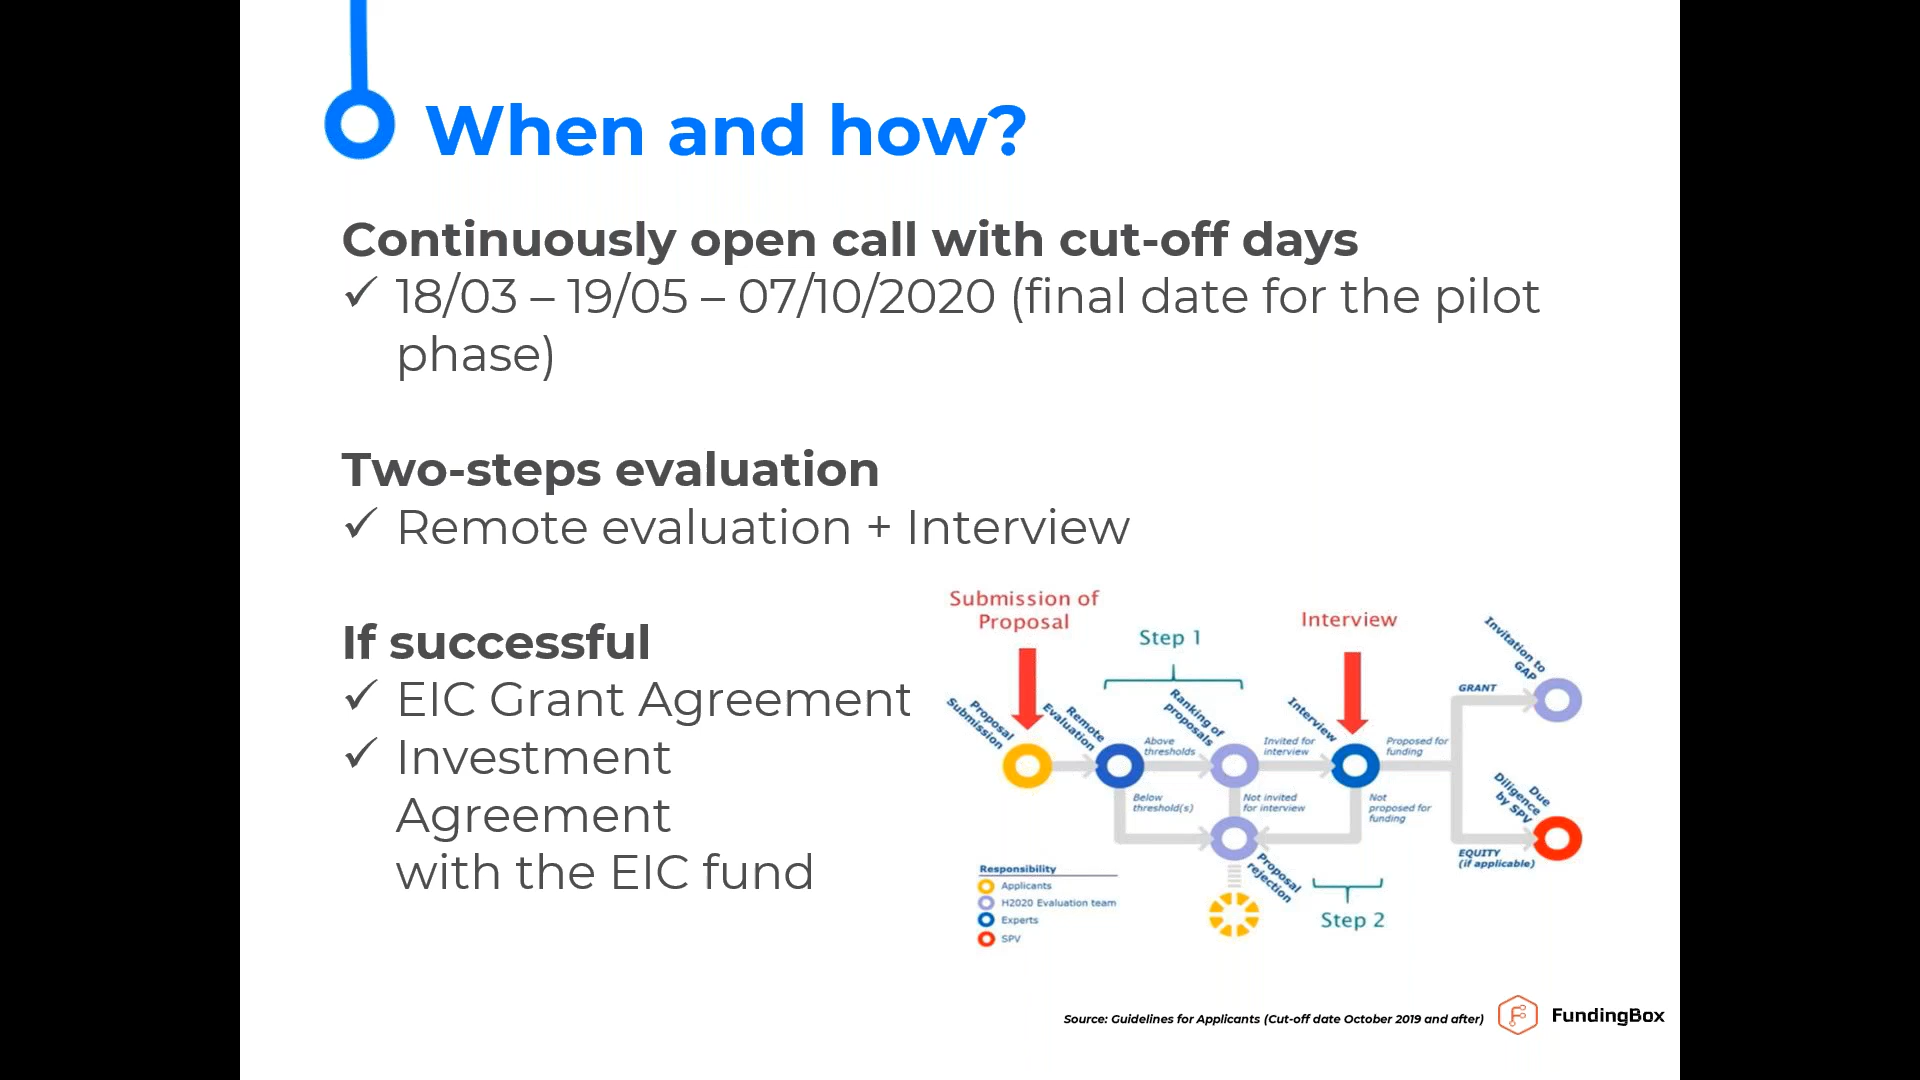 When and how?
Continuously open call with cut-off days
✓ 18/03 – 19/05 – 07/10/2020 (final date for the pilot
phase)
Two-steps evaluation
✓ Remote evaluation + Interview
If successful
✓ EIC Grant Agreement
✓ Investment
Agreement
with the EIC fund
Submission of
Proposal
Step 1
Interview
Proposal
Submission
Remote
Evaluation
Above
thresholds
Below
threshold(s)
Ranking of
proposals
Invited for
interview
Not invited
for interview
Interview
Proposed for
funding
Not
proposed for
funding
GRANT
Invitation to
GAP
EQUITY
(if applicable)
Due
Diligence
by SPV
Proposal
rejection
Step 2
Responsibility
Applicants
H2020 Evaluation team
Experts
SPV
Source: Guidelines for Applicants (Cut-off date October 2019 and after)
FundingBox